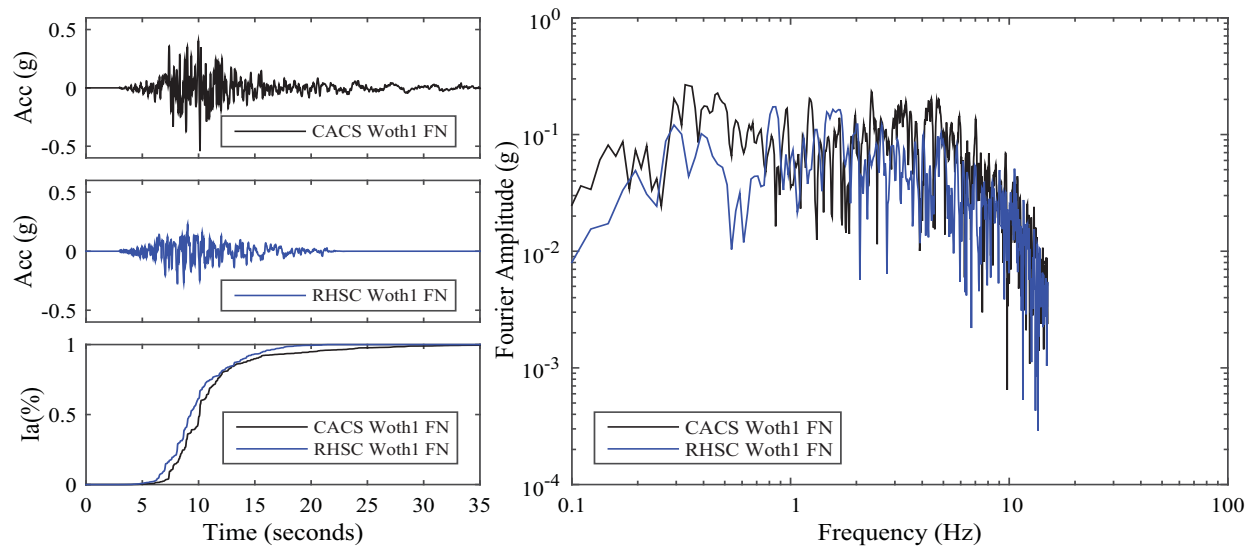 0.5
0
-0.5
Acc (g)
CACS Woth1 FN
0.5
0
-0.5
Acc (g)
RHSC Woth1 FN
1
0.5
0
Ia(%)
CACS Woth1 FN
RHSC Woth1 FN
0 5 10 15 20 25 30 35
Time (seconds)
10^0
10^-1
10^-2
10^-3
10^-4
Fourier Amplitude (g)
CACS Woth1 FN
RHSC Woth1 FN
0.1 1 10 100
Frequency (Hz)